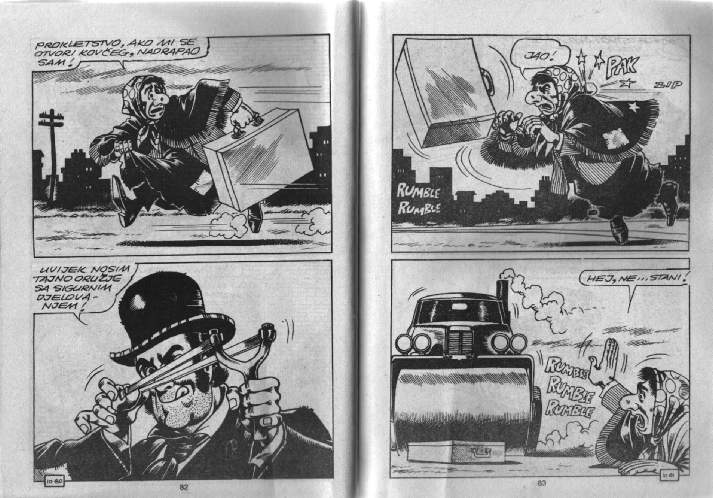 PROKLETSTVO, AKO MI SE
OTVORI KOVČEG, NADRAPAO
SAM!
UVIJEK NOSIM
TAJNO ORUŽJE
SA SIGURNIM
DJELOVA-
NJEM!
82
JAO!
PAK
RUMBLE
RUMBLE
HEJ, NE... STANI!
RUMBLE
RUMBLE
RUMBLE
83